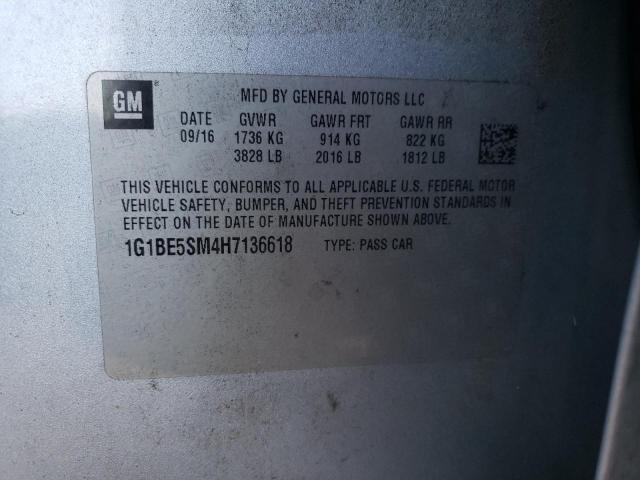 GM
MFD BY GENERAL MOTORS LLC
DATE GVWR GAWR FRT GAWR RR
09/16 1736 KG 914 KG 822 KG
3828 LB 2016 LB 1812 LB
THIS VEHICLE CONFORMS TO ALL APPLICABLE U.S. FEDERAL MOTOR
VEHICLE SAFETY, BUMPER, AND THEFT PREVENTION STANDARDS IN
EFFECT ON THE DATE OF MANUFACTURE SHOWN ABOVE.
1G1BE5SM4H7136618 TYPE: PASS CAR